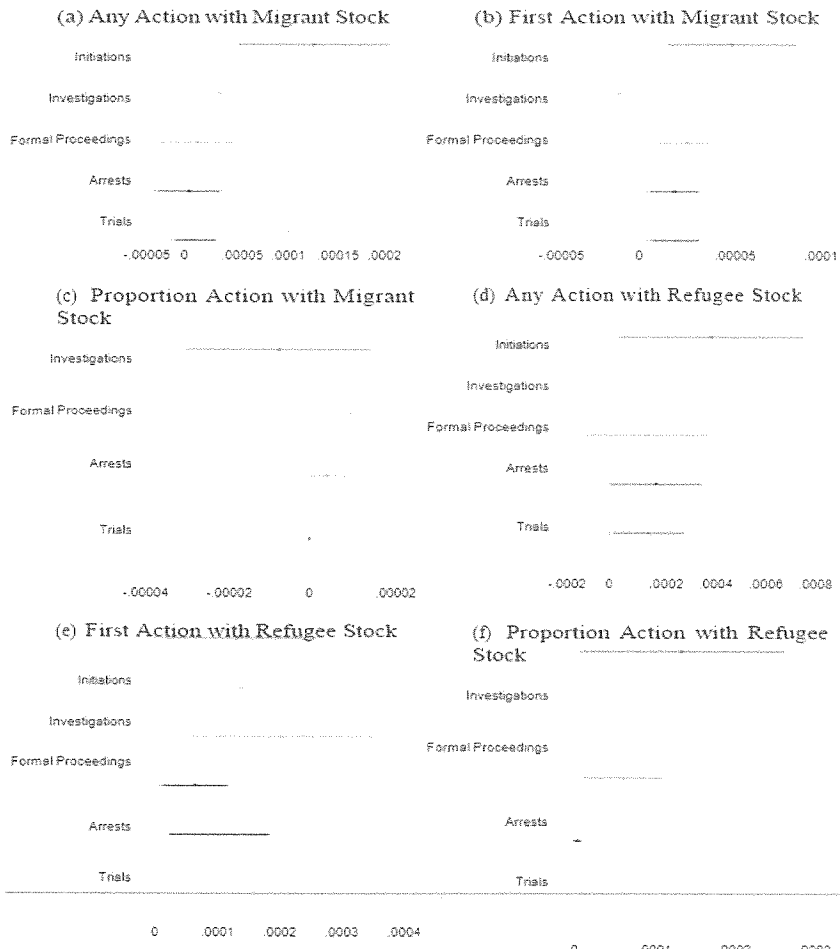 (a) Any Action with Migrant Stock
Initiations
Investigations
Formal Proceedings
Arrests
Trials
-.00005 0 .00005 .0001 .00015 .0002
(b) First Action with Migrant Stock
Initiations
Investigations
Formal Proceedings
Arrests
Trials
-.00005 0 .00005 .0001
(c) Proportion Action with Migrant
Stock
Investigations
Formal Proceedings
Arrests
Trials
-.00004 -.00002 0 .00002
(d) Any Action with Refugee Stock
Initiations
Investigations
Formal Proceedings
Arrests
Trials
-.0002 0 .0002 .0004 .0006 .0008
(e) First Action with Refugee Stock
Initiations
Investigations
Formal Proceedings
Arrests
Trials
0 .0001 .0002 .0003 .0004
(f) Proportion Action with Refugee
Stock
Investigations
Formal Proceedings
Arrests
Trials
0 .0001 .0002